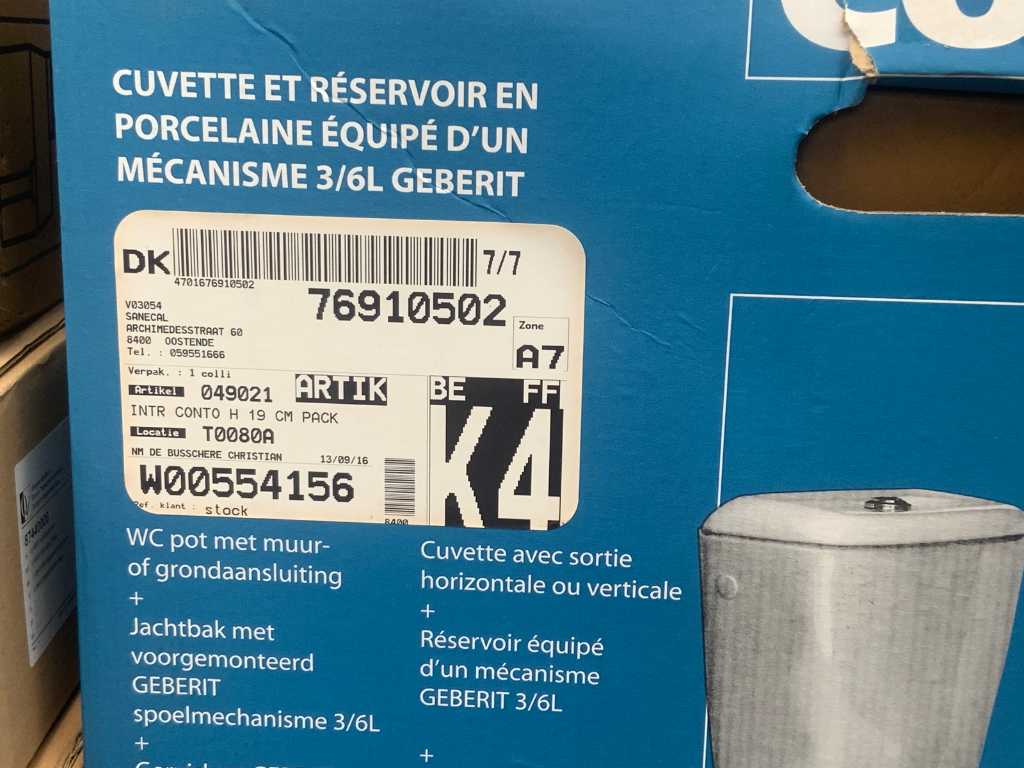 CUVETTE ET RÉSERVOIR EN
PORCELAINE ÉQUIPÉ D'UN
MÉCANISME 3/6L GEBERIT
DK
7/7
4701676910502
76910502
V03054
SANECAL
ARCHIMEDESSTRAAT 60
8400 OOSTENDE
Tel. : 059551666
Zone
A7
Verpak. : 1 colli
Artikel 049021 ARTIK
INTR CONTO H 19 CM PACK
Locatie T0080A
NM DE BUSSCHERE CHRISTIAN 13/09/16
W00554156
ref. klant : stock
8400
BE FF
K4
WC pot met muur-
of grondaansluiting
+
Jachtbak met
voorgemonteerd
GEBERIT
spoelmechanisme 3/6L
+
Cuvette avec sortie
horizontale ou verticale
+
Réservoir équipé
d'un mécanisme
GEBERIT 3/6L
+